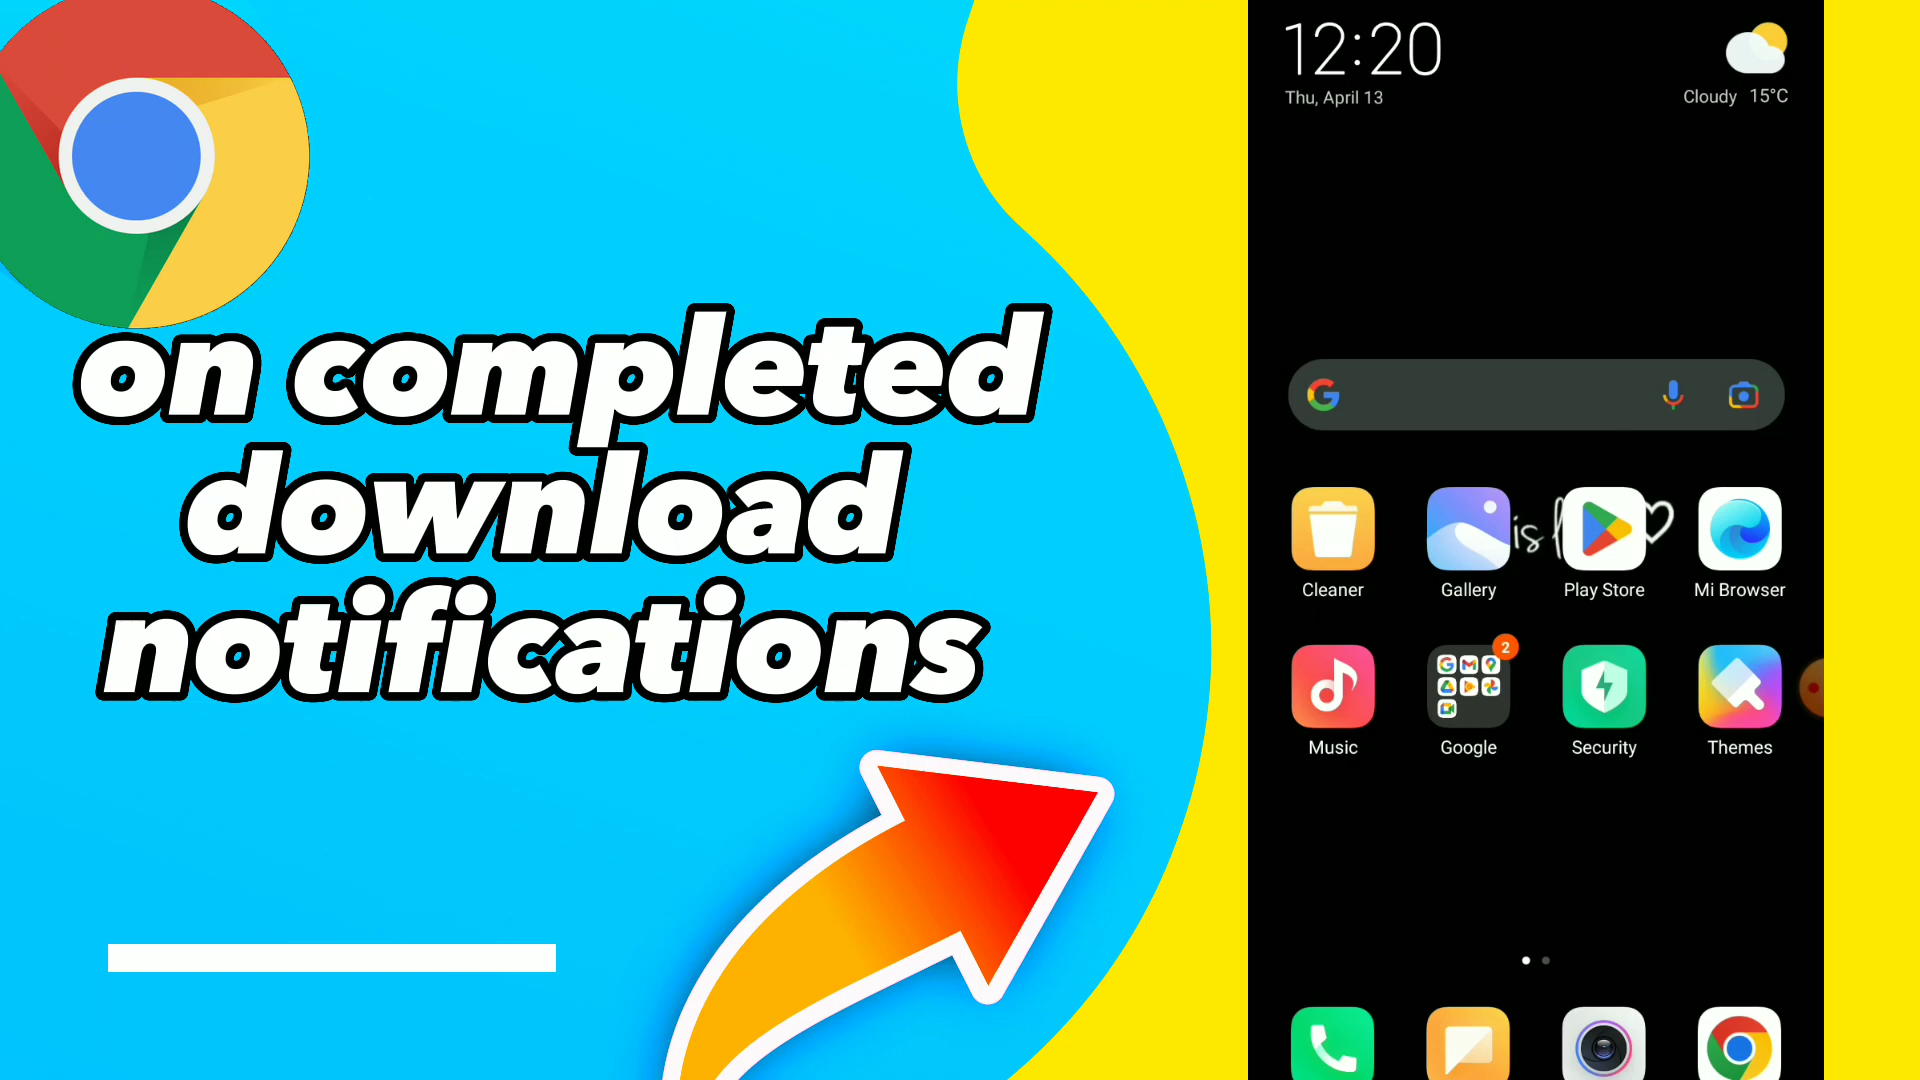 on completed
download
notifications
12:20
Thu, April 13
Cloudy 15°C
is
Cleaner
Gallery
Play Store
Mi Browser
2
Music
Google
Security
Themes